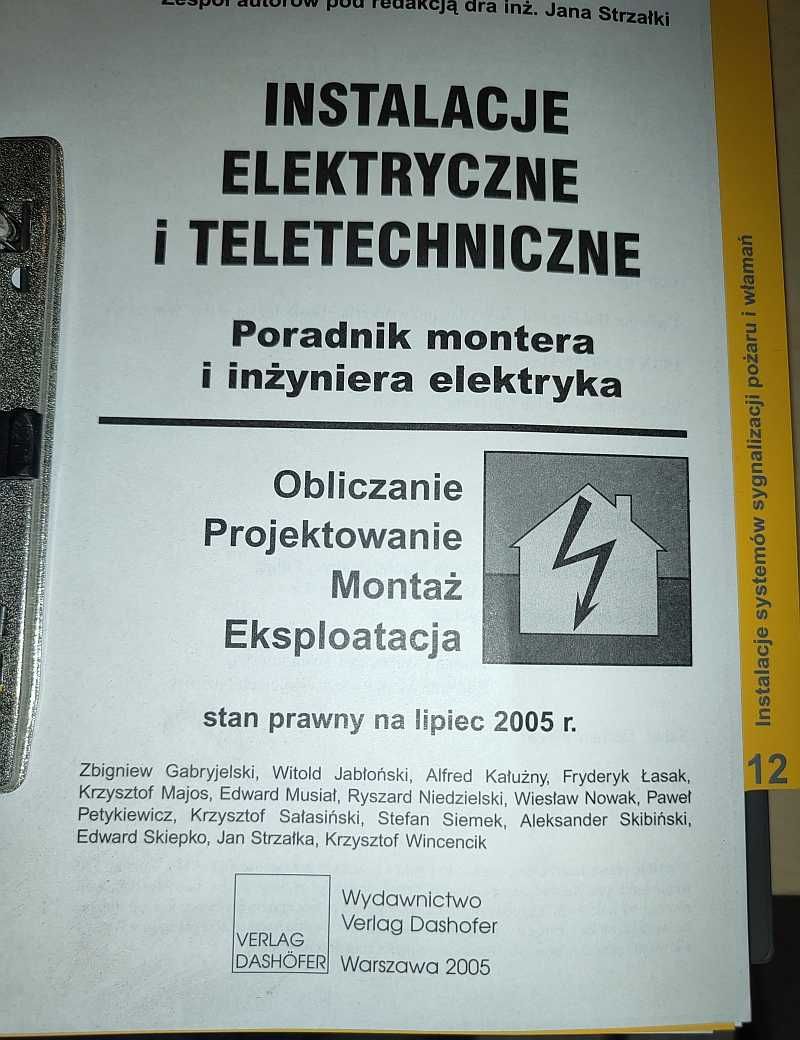 Zespół autorów pod redakcją dra inż. Jana Strzałki
INSTALACJE
ELEKTRYCZNE
i TELETECHNICZNE
Poradnik montera
i inżyniera elektryka
Obliczanie
Projektowanie
Montaż
Eksploatacja
stan prawny na lipiec 2005 r.
Zbigniew Gabryjelski, Witold Jabłoński, Alfred Kałużny, Fryderyk Łasak,
Krzysztof Majos, Edward Musiał, Ryszard Niedzielski, Wiesław Nowak, Paweł
Petykiewicz, Krzysztof Sałasiński, Stefan Siemek, Aleksander Skibiński,
Edward Skiepko, Jan Strzałka, Krzysztof Wincencik
VERLAG
DASHÖFER
Wydawnictwo
Verlag Dashofer
Warszawa 2005
Instalacje systemów sygnalizacji pożaru i włamań
12